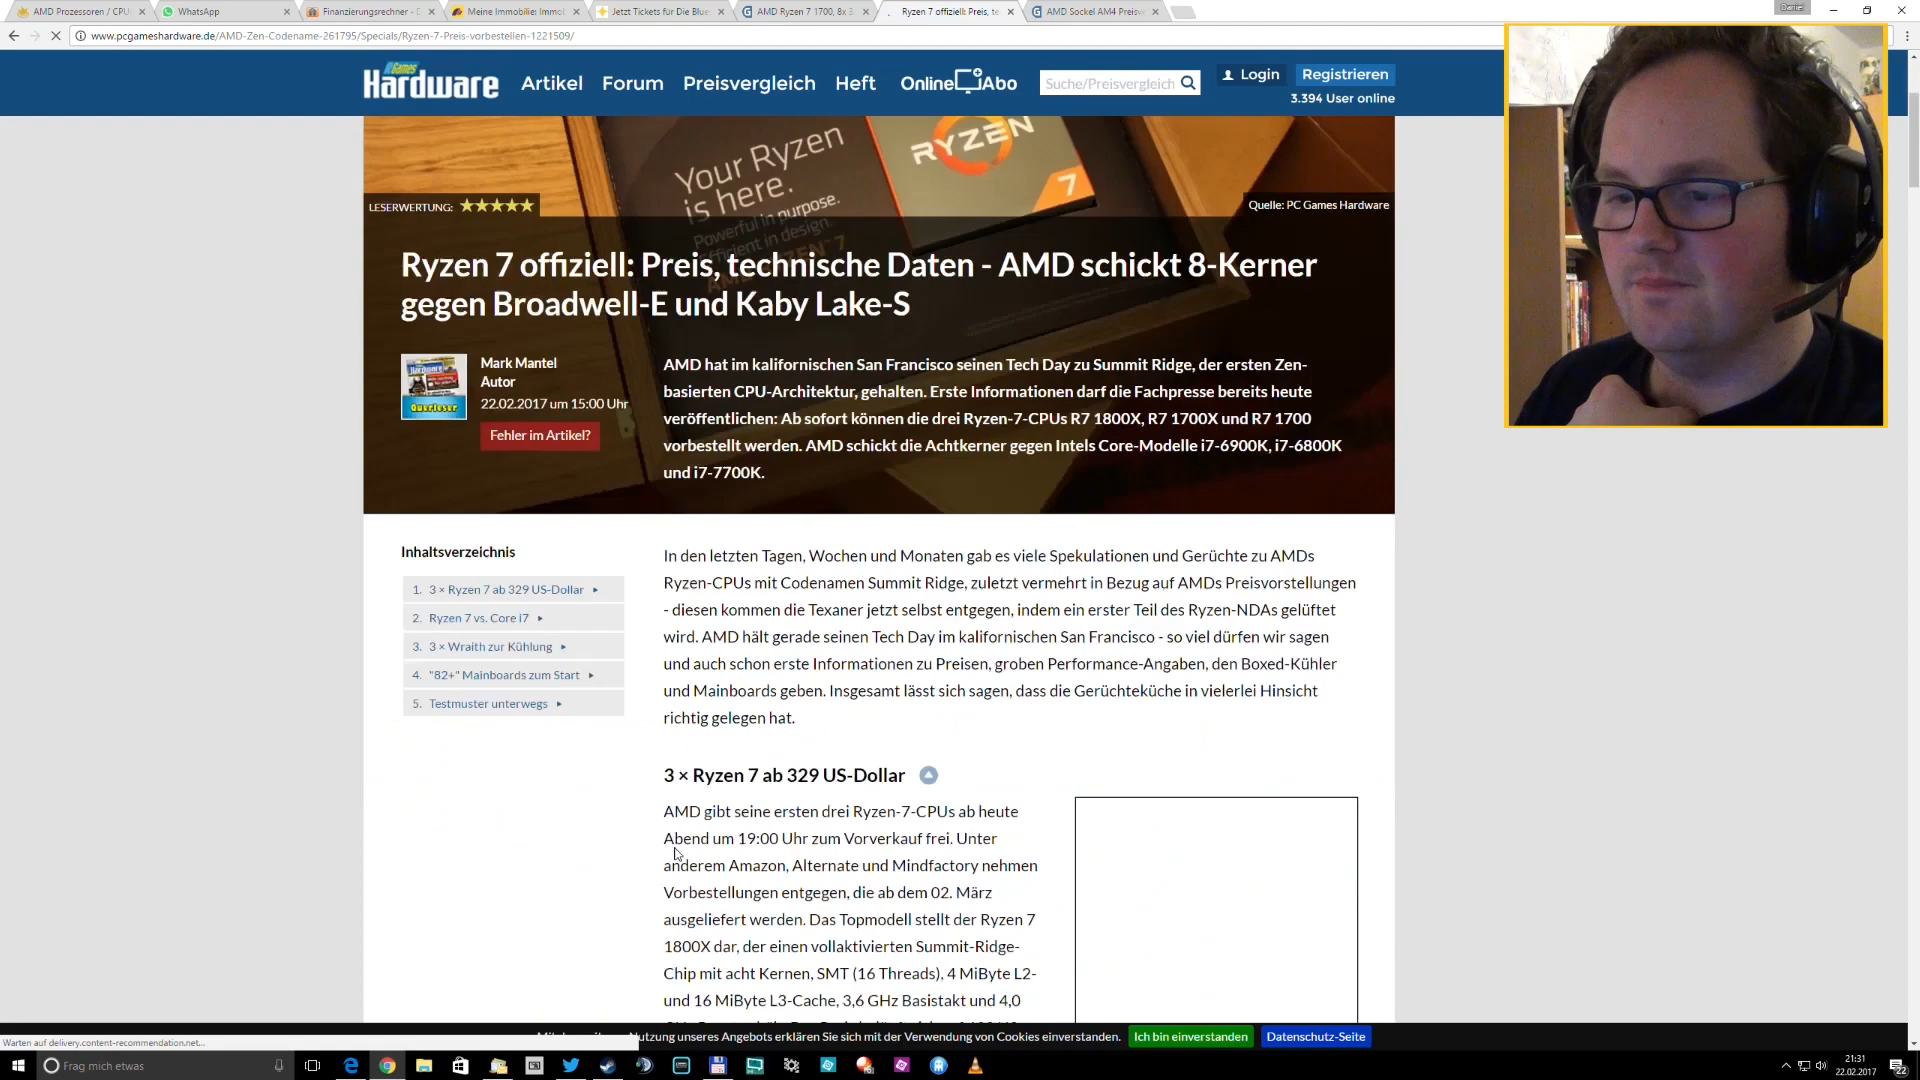 AMD Prozessoren / CPU
WhatsApp
Finanzierungsrechner -
Meine Immobilie: Immo
Jetzt Tickets für Die Blue
AMD Ryzen 7 1700, 8x 3
Ryzen 7 offiziell: Preis, te
AMD Sockel AM4 Preisve
Daniel
www.pcgameshardware.de/AMD-Zen-Codename-261795/Specials/Ryzen-7-Preis-vorbestellen-1221509/
Games
Hardware
Artikel
Forum
Preisvergleich
Heft
Online Abo
Suche/Preisvergleich
Login
Registrieren
3.394 User online
Your Ryzen
is here.
Powerful in purpose.
Efficient in design.
RYZEN
7
LESERWERTUNG:
Quelle: PC Games Hardware
Ryzen 7 offiziell: Preis, technische Daten - AMD schickt 8-Kerner
gegen Broadwell-E und Kaby Lake-S
Hardware
Querleser
Mark Mantel
Autor
22.02.2017 um 15:00 Uhr
Fehler im Artikel?
AMD hat im kalifornischen San Francisco seinen Tech Day zu Summit Ridge, der ersten Zen-
basierten CPU-Architektur, gehalten. Erste Informationen darf die Fachpresse bereits heute
veröffentlichen: Ab sofort können die drei Ryzen-7-CPUs R7 1800X, R7 1700X und R7 1700
vorbestellt werden. AMD schickt die Achtkerner gegen Intels Core-Modelle i7-6900K, i7-6800K
und i7-7700K.
Inhaltsverzeichnis
1. 3 × Ryzen 7 ab 329 US-Dollar
2. Ryzen 7 vs. Core i7
3. 3 × Wraith zur Kühlung
4. "82+" Mainboards zum Start
5. Testmuster unterwegs
In den letzten Tagen, Wochen und Monaten gab es viele Spekulationen und Gerüchte zu AMDs
Ryzen-CPUs mit Codenamen Summit Ridge, zuletzt vermehrt in Bezug auf AMDs Preisvorstellungen
- diesen kommen die Texaner jetzt selbst entgegen, indem ein erster Teil des Ryzen-NDAs gelüftet
wird. AMD hält gerade seinen Tech Day im kalifornischen San Francisco - so viel dürfen wir sagen
und auch schon erste Informationen zu Preisen, groben Performance-Angaben, den Boxed-Kühler
und Mainboards geben. Insgesamt lässt sich sagen, dass die Gerüchteküche in vielerlei Hinsicht
richtig gelegen hat.
3 × Ryzen 7 ab 329 US-Dollar
AMD gibt seine ersten drei Ryzen-7-CPUs ab heute
Abend um 19:00 Uhr zum Vorverkauf frei. Unter
anderem Amazon, Alternate und Mindfactory nehmen
Vorbestellungen entgegen, die ab dem 02. März
ausgeliefert werden. Das Topmodell stellt der Ryzen 7
1800X dar, der einen vollaktivierten Summit-Ridge-
Chip mit acht Kernen, SMT (16 Threads), 4 MiByte L2-
und 16 MiByte L3-Cache, 3,6 GHz Basistakt und 4,0
Nutzung unseres Angebots erklären Sie sich mit der Verwendung von Cookies einverstanden.
Ich bin einverstanden
Datenschutz-Seite
Warten auf delivery.content-recommendation.net...
Frag mich etwas
21:31
22.02.2017
22